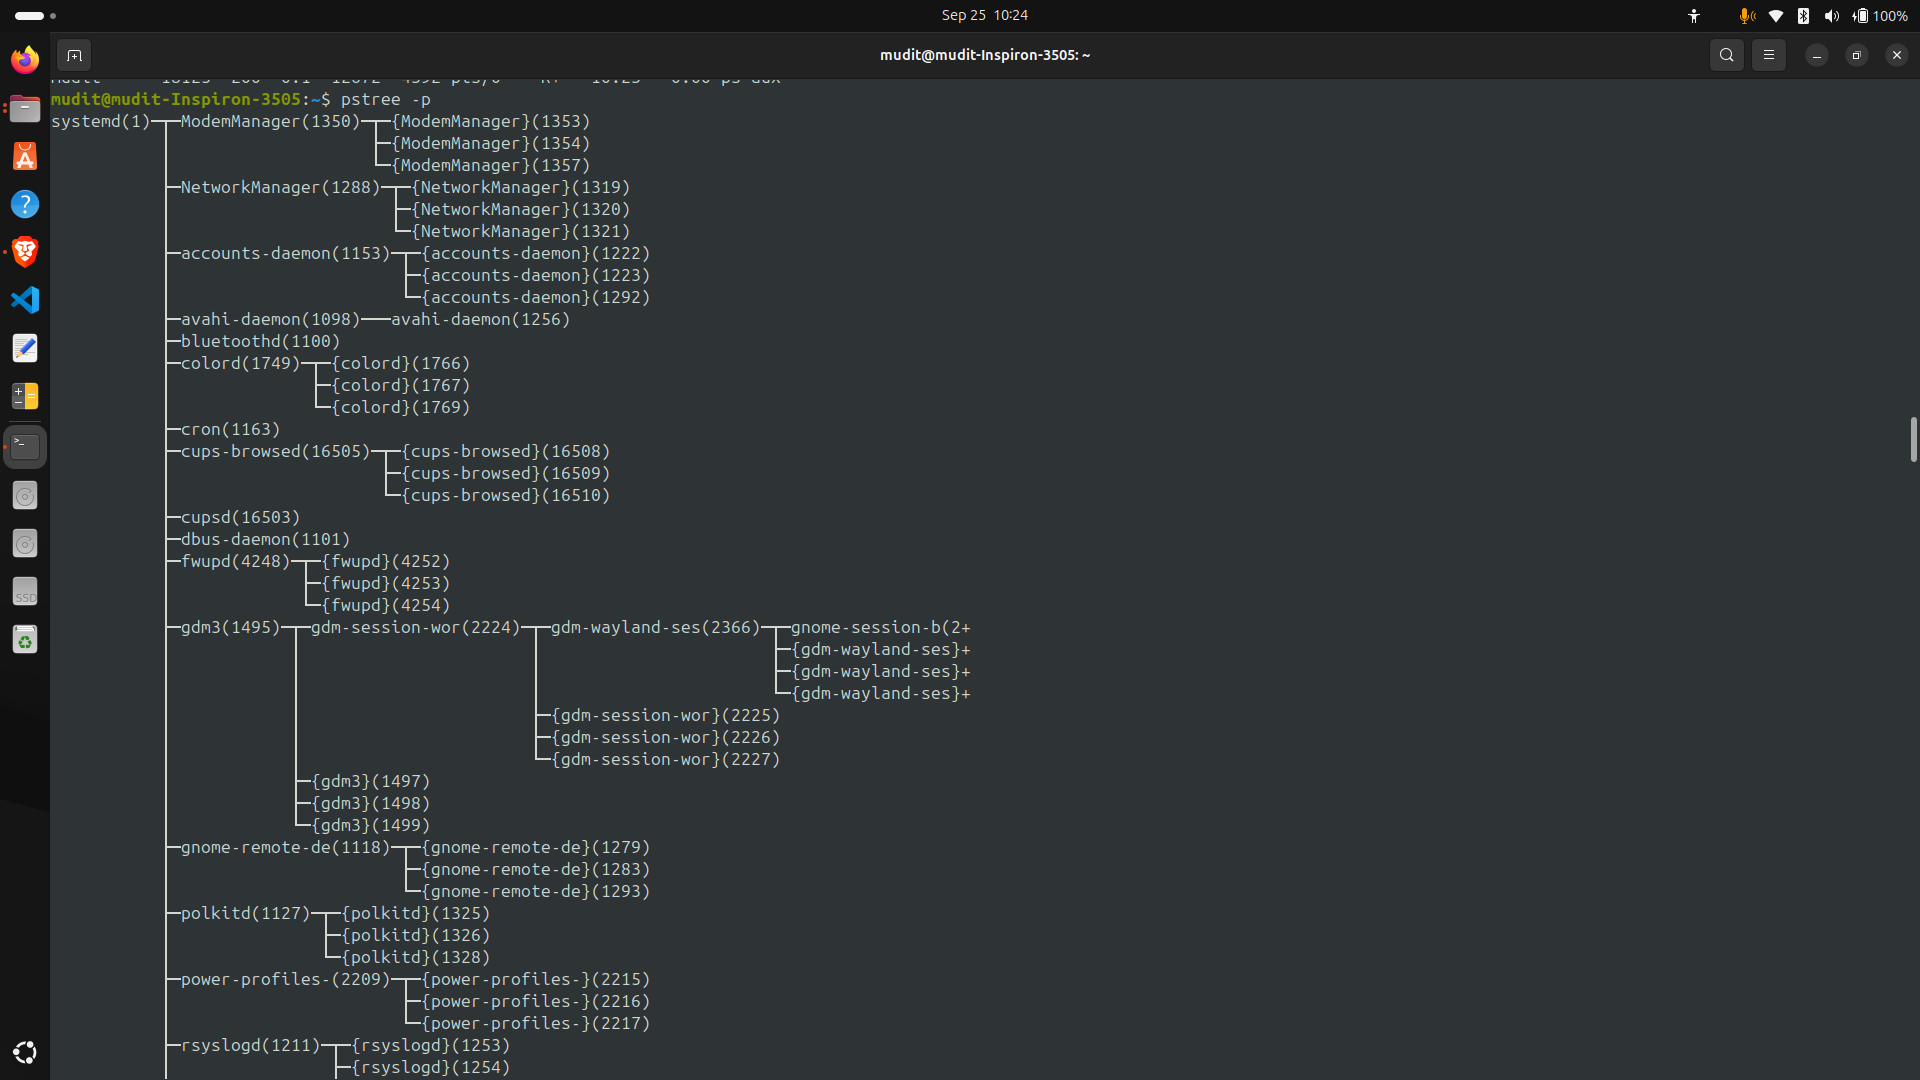 Sep 25  10:24
100%
mudit@mudit-Inspiron-3505: ~
mudit@mudit-Inspiron-3505:~$ pstree -p
systemd(1)─┬─ModemManager(1350)─┬─{ModemManager}(1353)
├─{ModemManager}(1354)
└─{ModemManager}(1357)
├─NetworkManager(1288)─┬─{NetworkManager}(1319)
├─{NetworkManager}(1320)
└─{NetworkManager}(1321)
├─accounts-daemon(1153)─┬─{accounts-daemon}(1222)
├─{accounts-daemon}(1223)
└─{accounts-daemon}(1292)
├─avahi-daemon(1098)───avahi-daemon(1256)
├─bluetoothd(1100)
├─colord(1749)─┬─{colord}(1766)
├─{colord}(1767)
└─{colord}(1769)
├─cron(1163)
├─cups-browsed(16505)─┬─{cups-browsed}(16508)
├─{cups-browsed}(16509)
└─{cups-browsed}(16510)
├─cupsd(16503)
├─dbus-daemon(1101)
├─fwupd(4248)─┬─{fwupd}(4252)
├─{fwupd}(4253)
└─{fwupd}(4254)
├─gdm3(1495)─┬─gdm-session-wor(2224)─┬─gdm-wayland-ses(2366)─┬─gnome-session-b(2+
├─{gdm-wayland-ses}+
├─{gdm-wayland-ses}+
└─{gdm-wayland-ses}+
├─{gdm-session-wor}(2225)
├─{gdm-session-wor}(2226)
└─{gdm-session-wor}(2227)
├─{gdm3}(1497)
├─{gdm3}(1498)
└─{gdm3}(1499)
├─gnome-remote-de(1118)─┬─{gnome-remote-de}(1279)
├─{gnome-remote-de}(1283)
└─{gnome-remote-de}(1293)
├─polkitd(1127)─┬─{polkitd}(1325)
├─{polkitd}(1326)
└─{polkitd}(1328)
├─power-profiles-(2209)─┬─{power-profiles-}(2215)
├─{power-profiles-}(2216)
└─{power-profiles-}(2217)
├─rsyslogd(1211)─┬─{rsyslogd}(1253)
├─{rsyslogd}(1254)
SSD